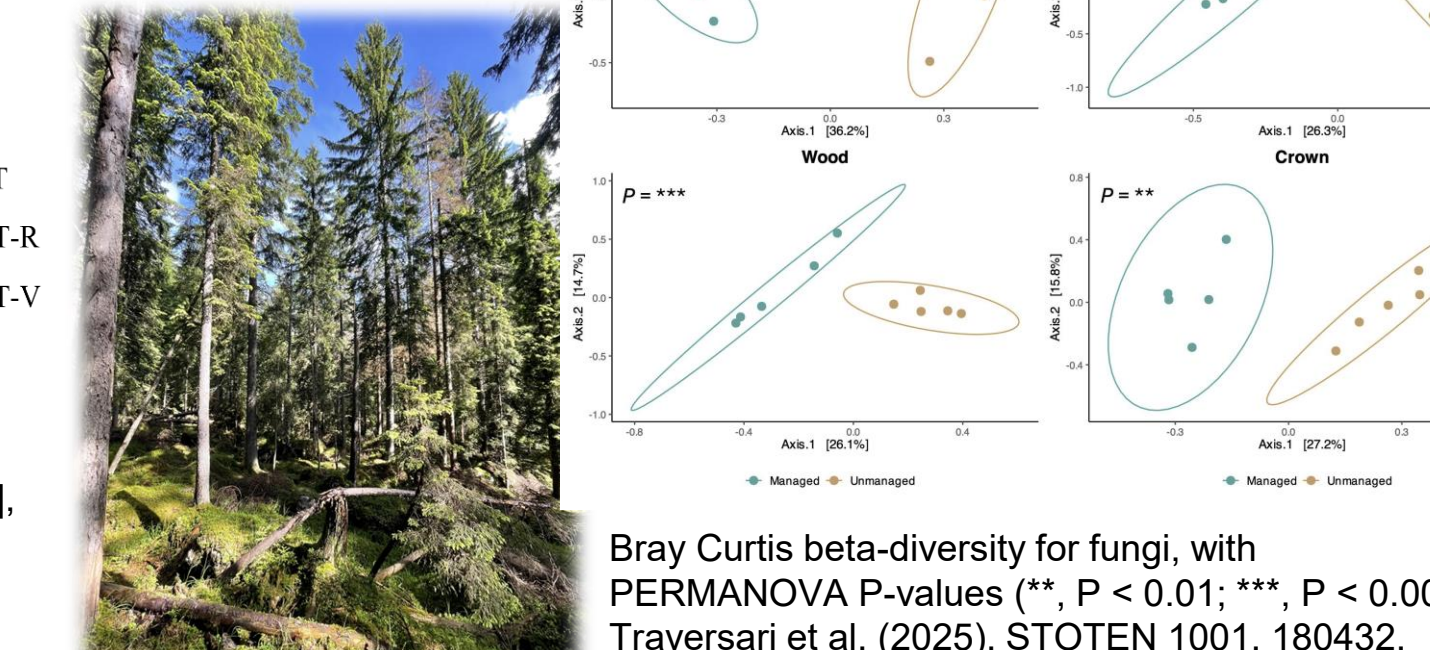 T
T-R
T-V
],
Axis.
-0.5
-0.3
0.0
0.3
Axis.1 [36.2%]
-0.5
-1.0
-0.5
0.0
Axis.1 [26.3%]
Wood
P = ***
1.0
0.5
0.0
-0.5
-1.0
Axis.2 [14.7%]
-0.8
-0.4
0.0
0.4
Axis.1 [26.1%]
Managed Unmanaged
Crown
P = **
0.8
0.4
0.0
-0.4
Axis.2 [15.8%]
-0.3
0.0
0.3
Axis.1 [27.2%]
Managed Unmanaged
Bray Curtis beta-diversity for fungi, with
PERMANOVA P-values (**, P < 0.01; ***, P < 0.00
Traversari et al. (2025). STOTEN 1001. 180432.